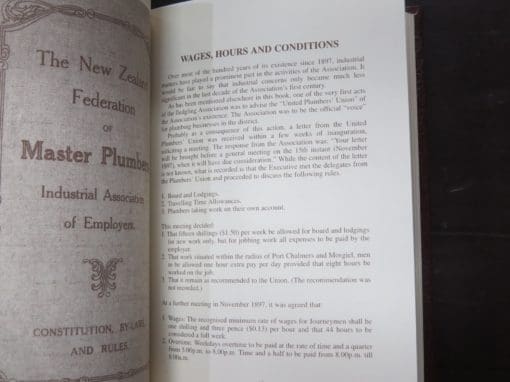 The New Zealand
Federation
OF
Master Plumbers
Industrial Association
of Employers.
CONSTITUTION, BY-LAWS,
AND RULES.
WAGES, HOURS AND CONDITIONS
Over most of the hundred years of its existence since 1897, industrial
matters have played a prominent part in the activities of the Association. It
would be fair to say that industrial concerns only became much less
significant in the last decade of the Association's first century.
As has been mentioned elsewhere in this book, one of the very first acts
of the fledgling Association was to advise the "United Plumbers' Union" of
the Association's existence. The Association was to be the official "voice"
for plumbing businesses in the district.
Probably as a consequence of this action, a letter from the United
Plumbers' Union was received within a few weeks of inauguration,
soliciting a meeting. The response from the Association was: "Your letter
will be brought before a general meeting on the 15th instant (November
1897), when it will have due consideration." While the content of the letter
is not known, what is recorded is that the Executive met the delegates from
the Plumbers' Union and proceeded to discuss the following rules.
1. Board and Lodgings.
2. Travelling Time Allowances.
3. Plumbers taking work on their own account.
This meeting decided:
1. That fifteen shillings ($1.50) per week be allowed for board and lodgings
for new work only, but for jobbing work all expenses to be paid by the
employer.
2. That work situated within the radius of Port Chalmers and Mosgiel, men
to be allowed one hour extra pay per day provided that eight hours be
worked on the job.
3. That it remain as recommended to the Union. (The recommendation was
not recorded.)
At a further meeting in November 1897, it was agreed that:
1. Wages: The recognised minimum rate of wages for Journeymen shall be
one shilling and three pence ($0.13) per hour and that 44 hours to be
considered a full week.
2. Overtime: Weekdays overtime to be paid at the rate of time and a quarter
from 5.00p.m. to 8.00p.m. Time and a half to be paid from 8.00p.m. till
8.00a.m.